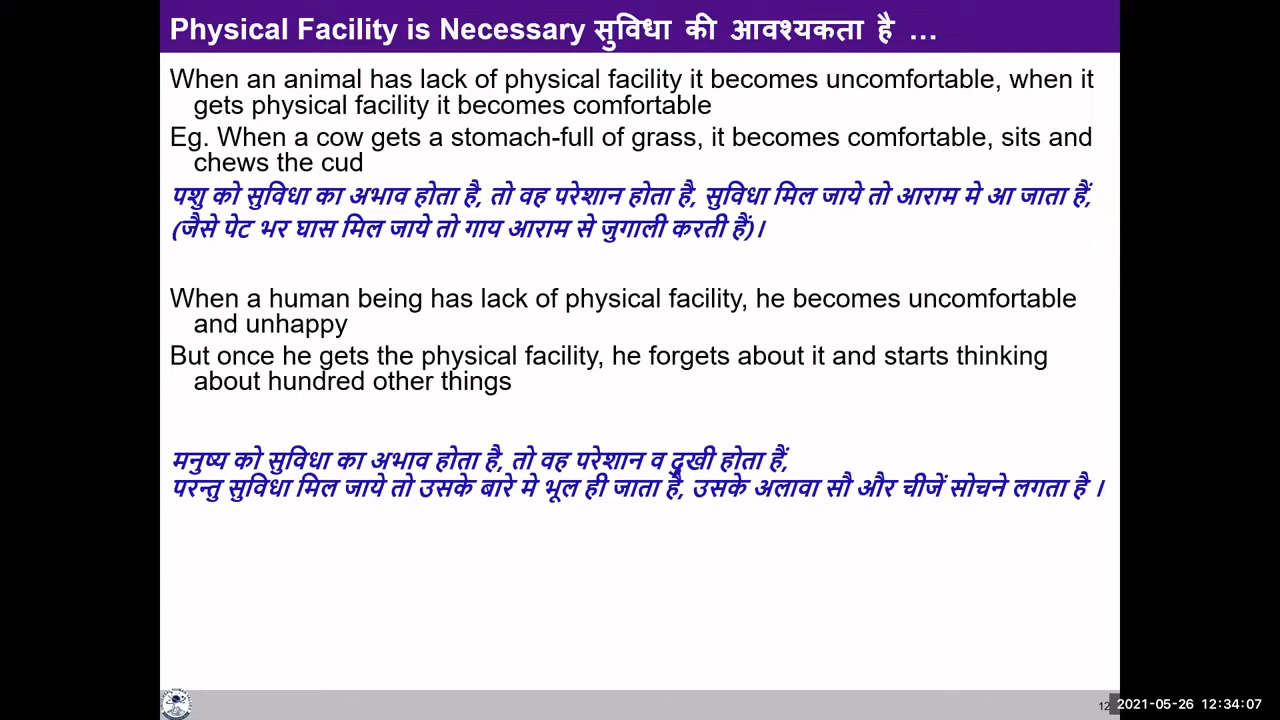 Physical Facility is Necessary सुविधा की आवश्यकता है …
When an animal has lack of physical facility it becomes uncomfortable, when it
gets physical facility it becomes comfortable
Eg. When a cow gets a stomach-full of grass, it becomes comfortable, sits and
chews the cud
पशु को सुविधा का अभाव होता है, तो वह परेशान होता है, सुविधा मिल जाये तो आराम मे आ जाता हैं,
(जैसे पेट भर घास मिल जाये तो गाय आराम से जुगाली करती हैं)।
When a human being has lack of physical facility, he becomes uncomfortable
and unhappy
But once he gets the physical facility, he forgets about it and starts thinking
about hundred other things
मनुष्य को सुविधा का अभाव होता है, तो वह परेशान व दुखी होता हैं,
परन्तु सुविधा मिल जाये तो उसके बारे मे भूल ही जाता है, उसके अलावा सौ और चीजें सोचने लगता है ।
12
2021-05-26 12:34:07